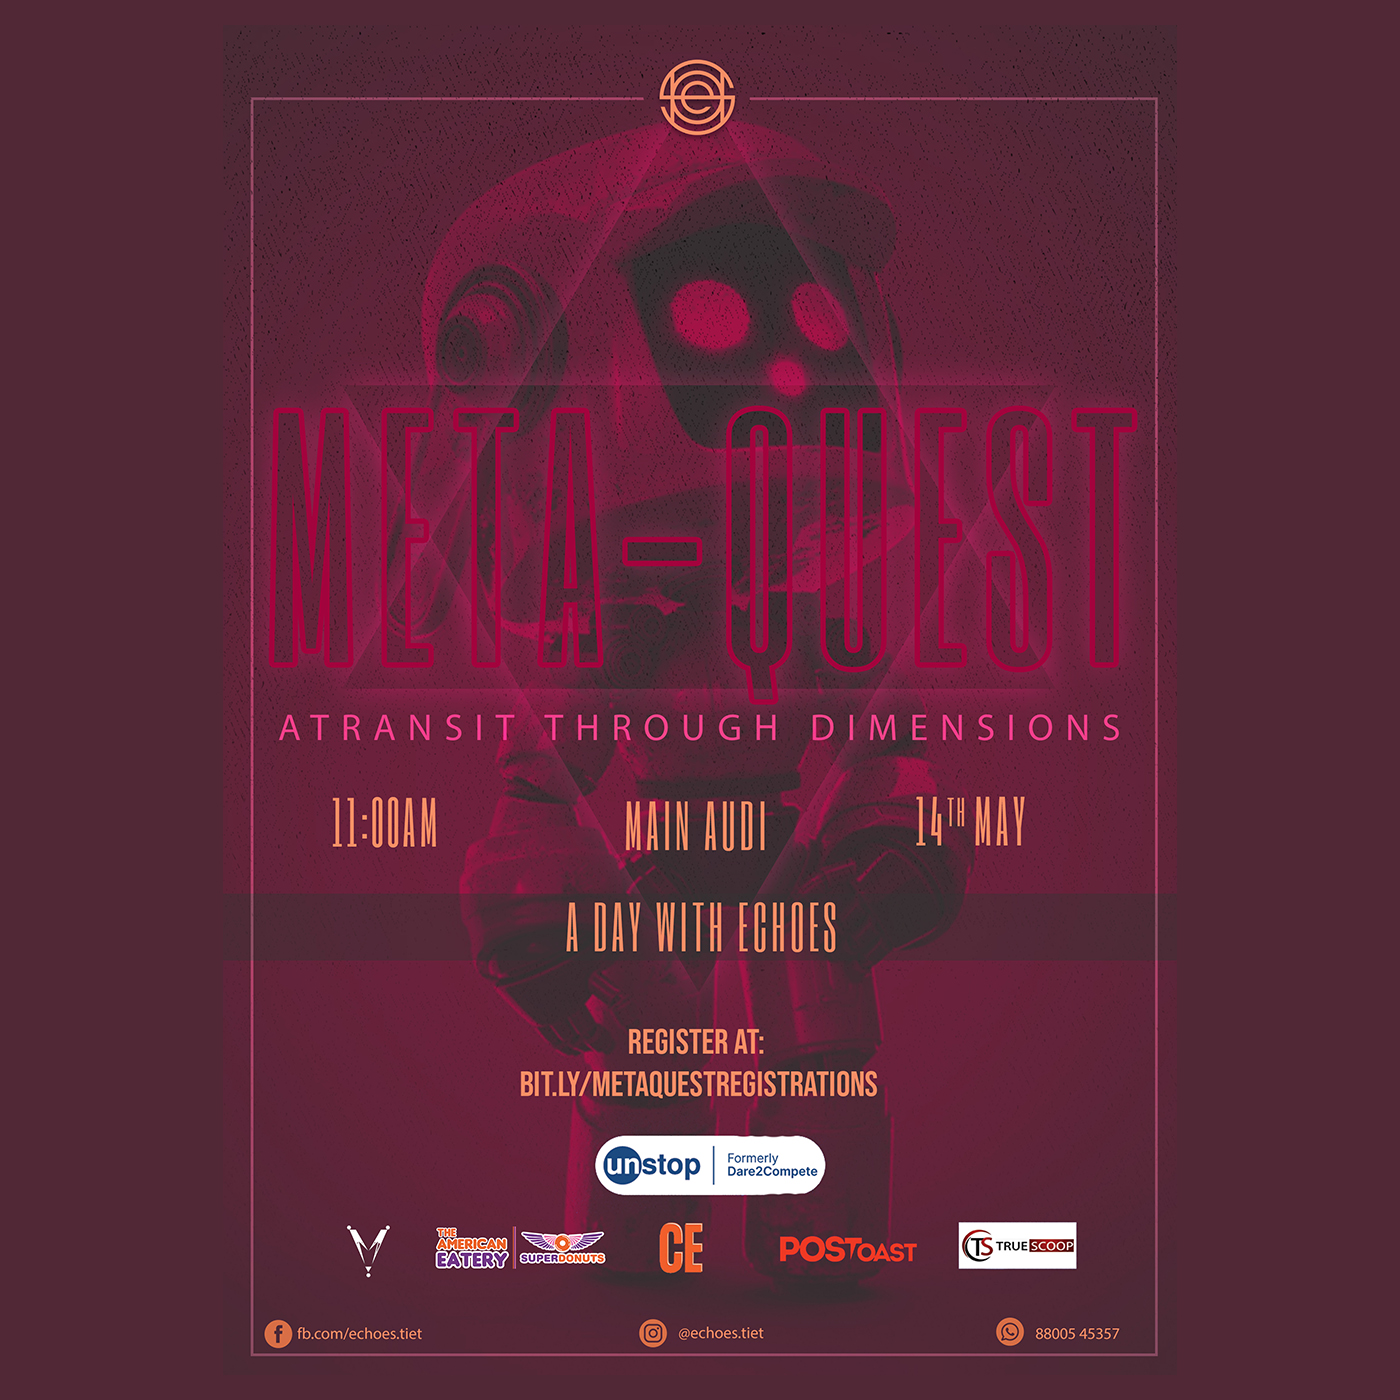 META-QUEST
ATRANSIT THROUGH DIMENSIONS
11:00AM
MAIN AUDI
14TH MAY
A DAY WITH ECHOES
REGISTER AT:
BIT.LY/METAQUESTREGISTRATIONS
unstop
Formerly
Dare2Compete
THE
AMERICAN
EATERY
SUPERDONUTS
CE
POSTOAST
TS TRUE SCOOP
fb.com/echoes.tiet
@echoes.tiet
88005 45357